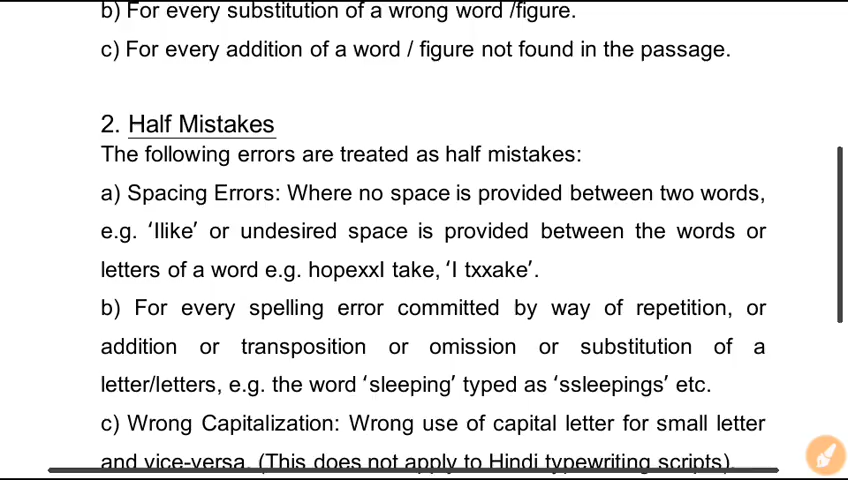 b) For every substitution of a wrong word /figure.
c) For every addition of a word / figure not found in the passage.
2. Half Mistakes
The following errors are treated as half mistakes:
a) Spacing Errors: Where no space is provided between two words,
e.g. ‘Ilike’ or undesired space is provided between the words or
letters of a word e.g. hopexxI take, ‘I txxake’.
b) For every spelling error committed by way of repetition, or
addition or transposition or omission or substitution of a
letter/letters, e.g. the word ‘sleeping’ typed as ‘ssleepings’ etc.
c) Wrong Capitalization: Wrong use of capital letter for small letter
and vice-versa. (This does not apply to Hindi typewriting scripts).